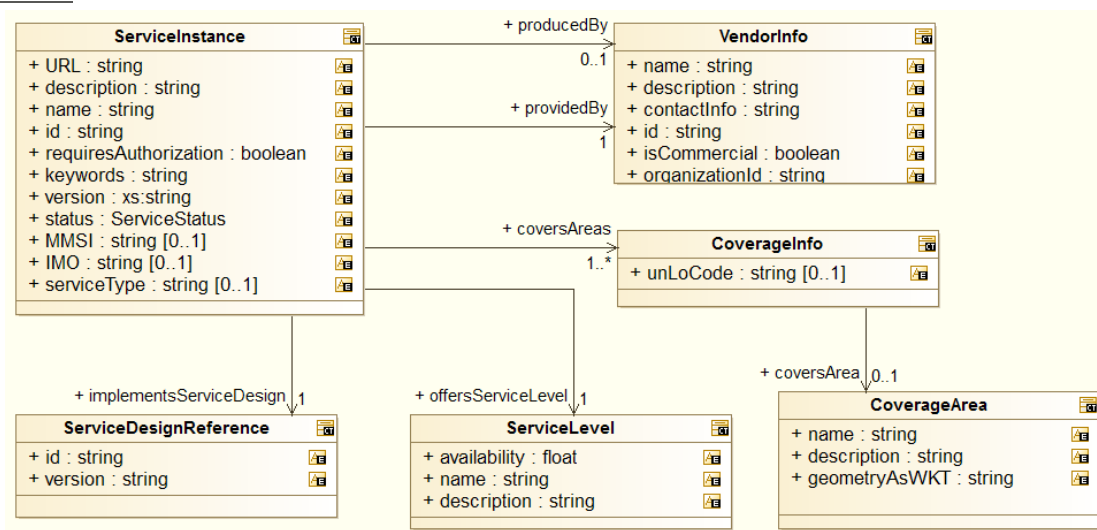 ServiceInstance
+ URL : string
+ description : string
+ name : string
+ id : string
+ requiresAuthorization : boolean
+ keywords : string
+ version : xs:string
+ status : ServiceStatus
+ MMSI : string [0..1]
+ IMO : string [0..1]
+ serviceType : string [0..1]
+ producedBy
0..1
+ providedBy
1
VendorInfo
+ name : string
+ description : string
+ contactInfo : string
+ id : string
+ isCommercial : boolean
+ organizationId : string
+ coversAreas
1..*
CoverageInfo
+ unLoCode : string [0..1]
+ implementsServiceDesign
1
+ offersServiceLevel
1
+ coversArea
0..1
ServiceDesignReference
+ id : string
+ version : string
ServiceLevel
+ availability : float
+ name : string
+ description : string
CoverageArea
+ name : string
+ description : string
+ geometryAsWKT : string